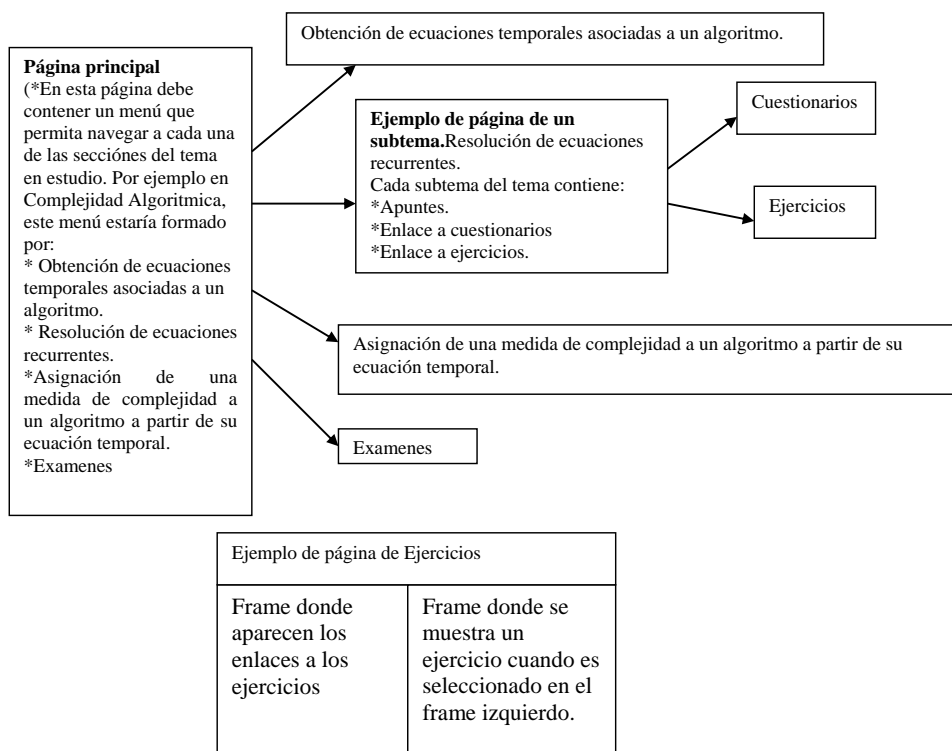 Obtención de ecuaciones temporales asociadas a un algoritmo.
Página principal
(*En esta página debe
contener un menú que
permita navegar a cada una
de las secciónes del tema
en estudio. Por ejemplo en
Complejidad Algoritmica,
este menú estaría formado
por:
* Obtención de ecuaciones
temporales asociadas a un
algoritmo.
* Resolución de ecuaciones
recurrentes.
*Asignación de una
medida de complejidad a
un algoritmo a partir de su
ecuación temporal.
*Examenes
Ejemplo de página de un
subtema.Resolución de ecuaciones
recurrentes.
Cada subtema del tema contiene:
*Apuntes.
*Enlace a cuestionarios
*Enlace a ejercicios.
Cuestionarios
Ejercicios
Asignación de una medida de complejidad a un algoritmo a partir de su
ecuación temporal.
Examenes
Ejemplo de página de Ejercicios
Frame donde
aparecen los
enlaces a los
ejercicios
Frame donde se
muestra un
ejercicio cuando es
seleccionado en el
frame izquierdo.